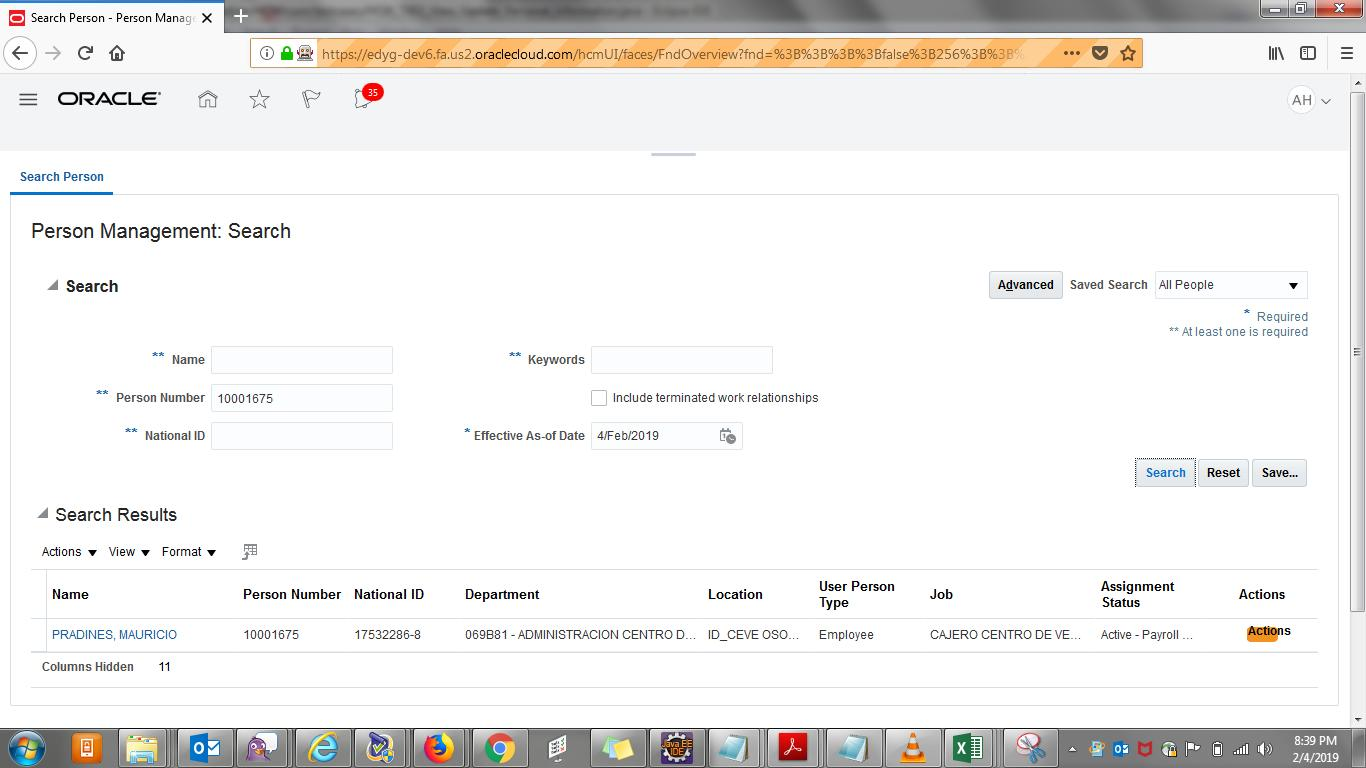 Search Person - Person Manage
https://edyg-dev6.fa.us2.oraclecloud.com/hcmUI/faces/FndOverview?fnd=%3B%3B%3B%3Bfalse%3B256%3B%3B%
ORACLE
35
AH
Search Person
Person Management: Search
Search
Advanced Saved Search All People
* Required
** At least one is required
** Name
** Keywords
** Person Number 10001675
Include terminated work relationships
** National ID
* Effective As-of Date 4/Feb/2019
Search Reset Save...
Search Results
Actions View Format
Name Person Number National ID Department Location User Person Type Job Assignment Status Actions
PRADINES, MAURICIO 10001675 17532286-8 069B81 - ADMINISTRACION CENTRO D... ID_CEVE OSO... Employee CAJERO CENTRO DE VE... Active - Payroll ... Actions
Columns Hidden 11
Java EE
IDE
8:39 PM
2/4/2019